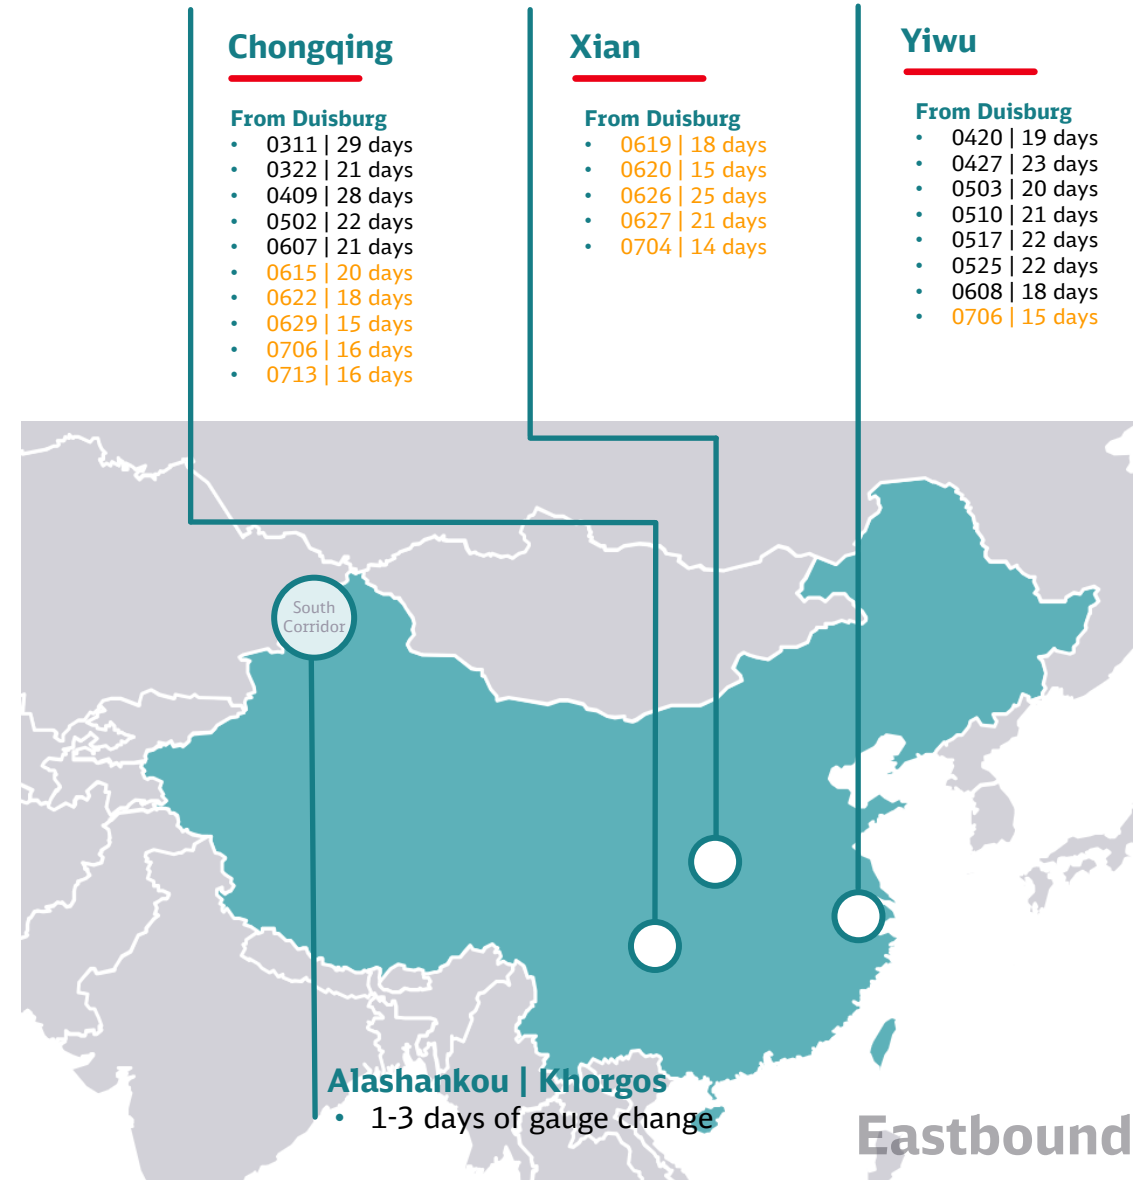 Chongqing
From Duisburg
• 0311 | 29 days
• 0322 | 21 days
• 0409 | 28 days
• 0502 | 22 days
• 0607 | 21 days
• 0615 | 20 days
• 0622 | 18 days
• 0629 | 15 days
• 0706 | 16 days
• 0713 | 16 days
Xian
From Duisburg
• 0619 | 18 days
• 0620 | 15 days
• 0626 | 25 days
• 0627 | 21 days
• 0704 | 14 days
Yiwu
From Duisburg
• 0420 | 19 days
• 0427 | 23 days
• 0503 | 20 days
• 0510 | 21 days
• 0517 | 22 days
• 0525 | 22 days
• 0608 | 18 days
• 0706 | 15 days
South
Corridor
Alashankou | Khorgos
• 1-3 days of gauge change
Eastbound